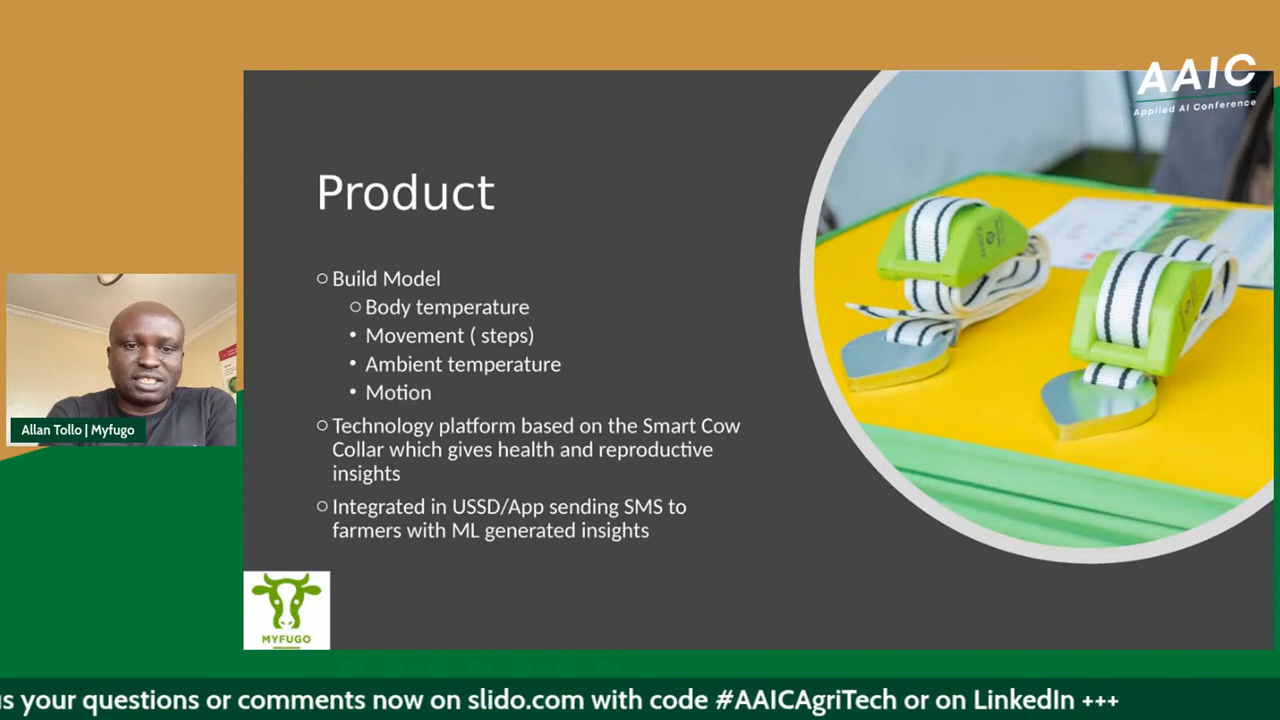 AAIC
Applied AI Conference
Product
Build Model
Body temperature
Movement ( steps)
Ambient temperature
Motion
Technology platform based on the Smart Cow
Collar which gives health and reproductive
insights
Integrated in USSD/App sending SMS to
farmers with ML generated insights
Allan Tollo | Myfugo
MYFUGO
your questions or comments now on slido.com with code #AAICAgriTech or on LinkedIn +++